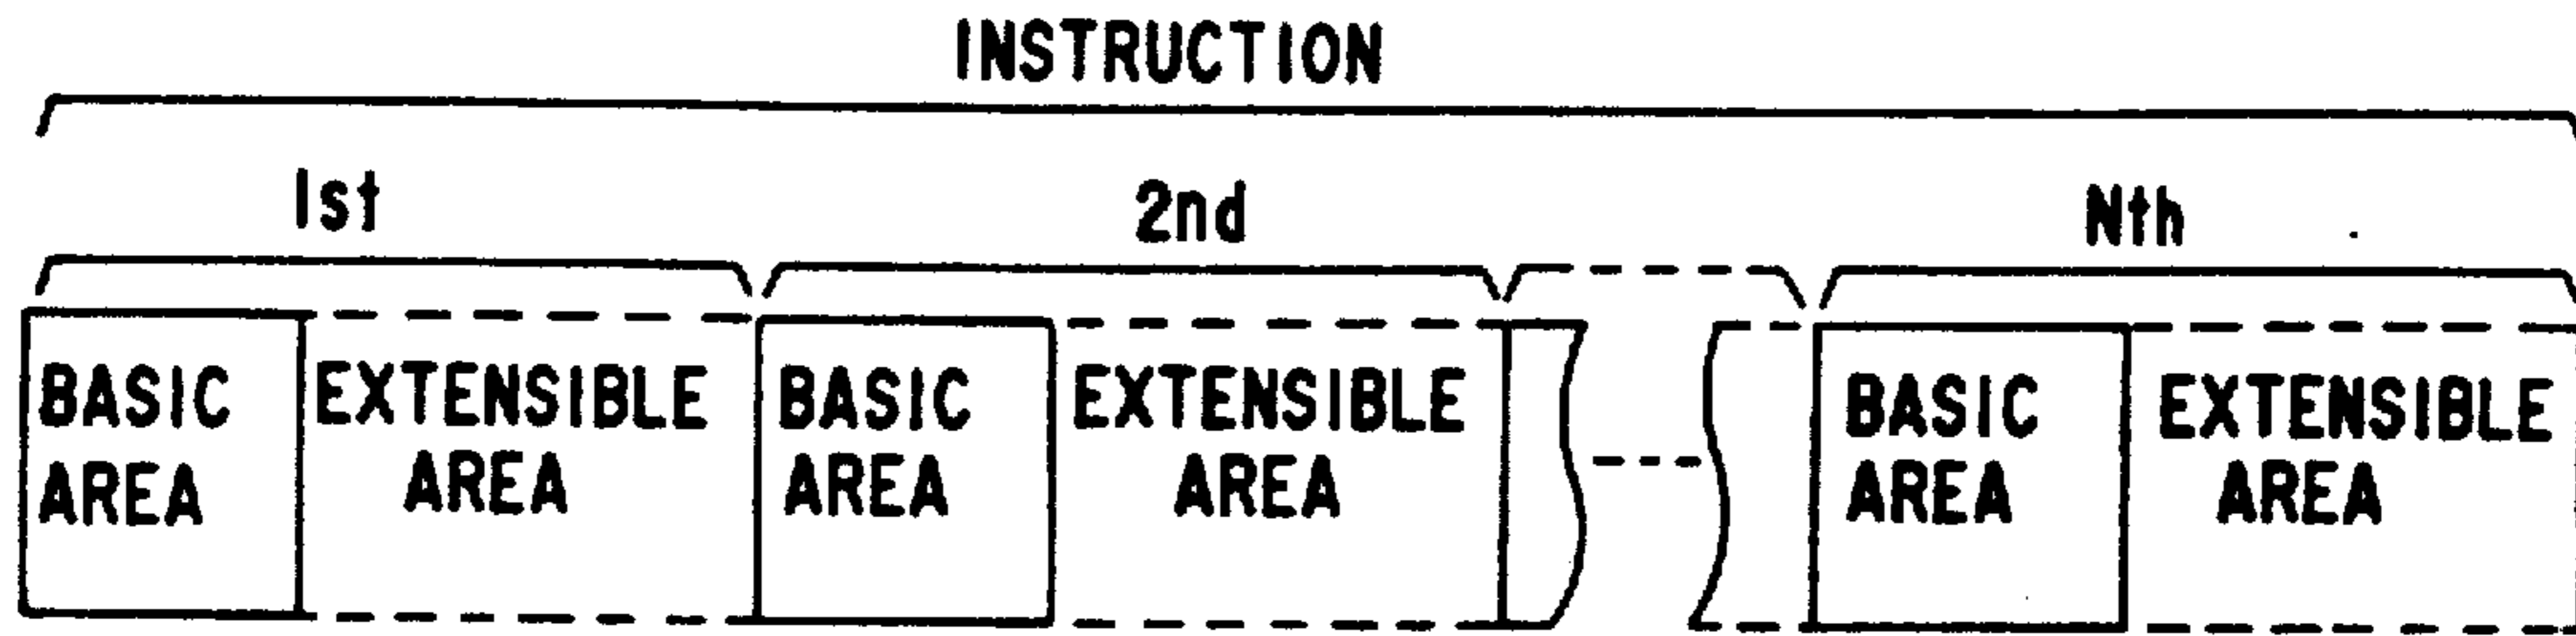 INSTRUCTION
1st 2nd Nth
BASIC EXTENSIBLE BASIC EXTENSIBLE BASIC EXTENSIBLE
AREA AREA AREA AREA AREA AREA